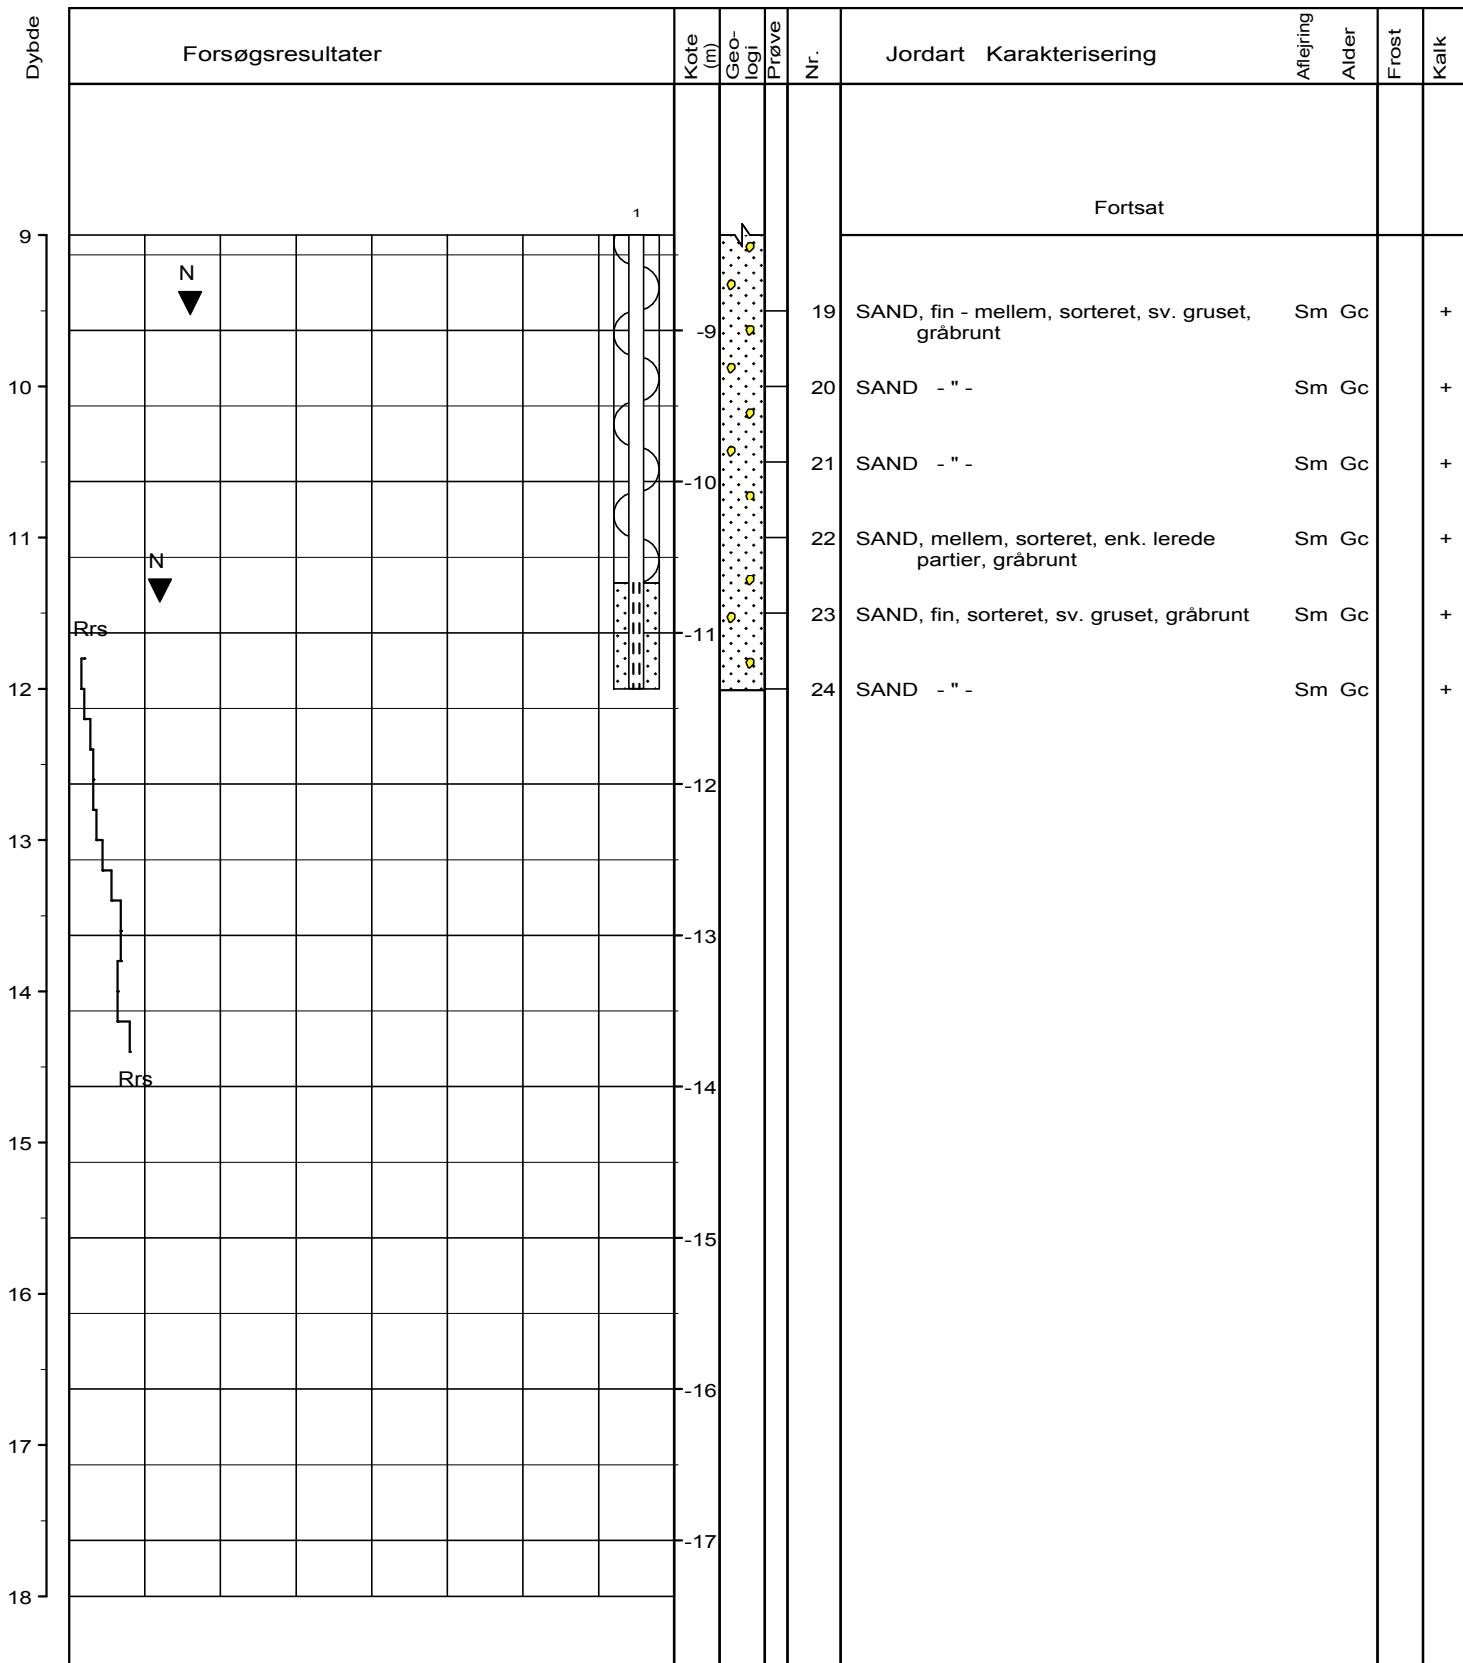 Dybde
Forsøgsresultater
Kote (m)
Geo-
logi
Prøve
Nr.
Jordart Karakterisering
Aflejring
Alder
Frost
Kalk
Fortsat
1
9
N
19 SAND, fin - mellem, sorteret, sv. gruset, Sm Gc +
gråbrunt
-9
10
20 SAND - " - Sm Gc +
21 SAND - " - Sm Gc +
-10
11
22 SAND, mellem, sorteret, enk. lerede Sm Gc +
partier, gråbrunt
N
23 SAND, fin, sorteret, sv. gruset, gråbrunt Sm Gc +
Rrs
-11
12
24 SAND - " - Sm Gc +
-12
13
-13
14
Rrs
-14
15
-15
16
-16
17
-17
18